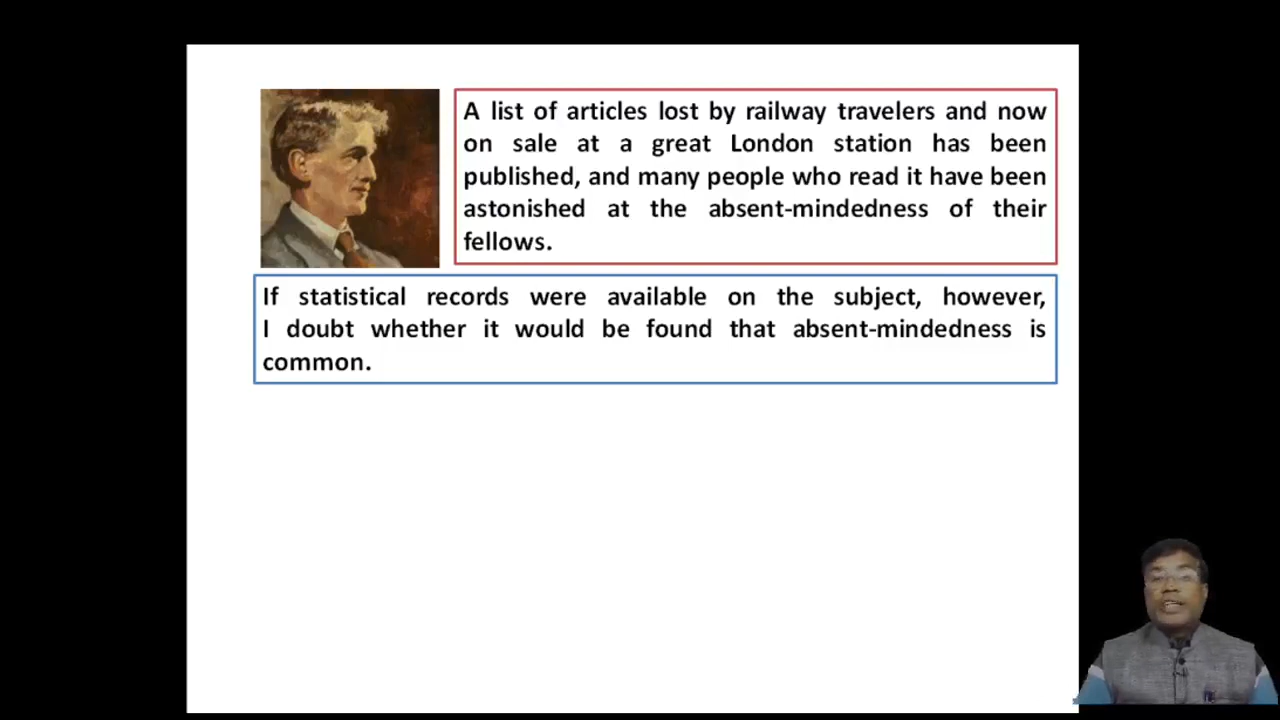 A list of articles lost by railway travelers and now
on sale at a great London station has been
published, and many people who read it have been
astonished at the absent-mindedness of their
fellows.
If statistical records were available on the subject, however,
I doubt whether it would be found that absent-mindedness is
common.